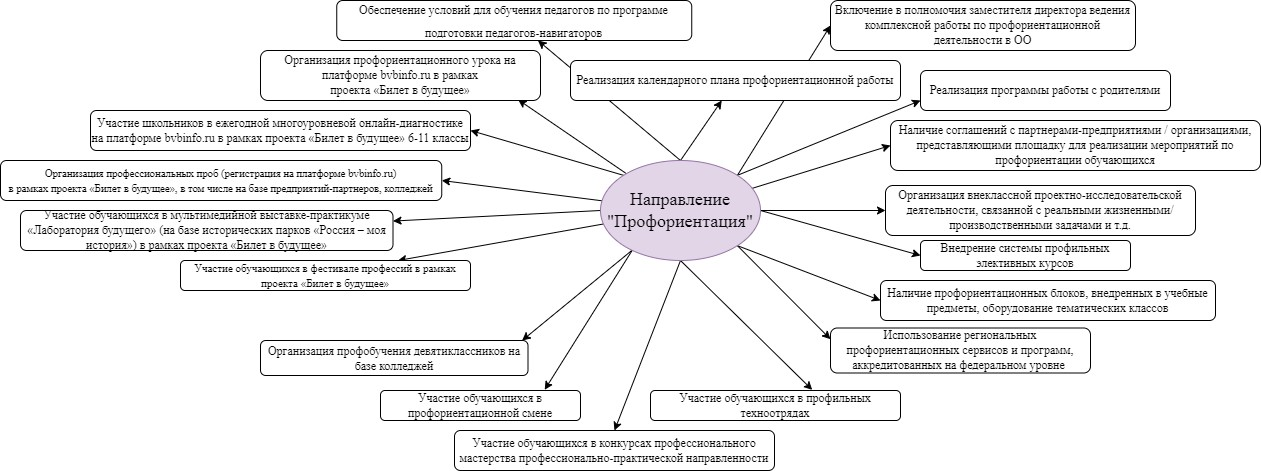 Обеспечение условий для обучения педагогов по программе
подготовки педагогов-навигаторов
Включение в полномочия заместителя директора ведения
комплексной работы по профориентационной
деятельности в ОО
Организация профориентационного урока на
платформе bvbinfo.ru в рамках
проекта «Билет в будущее»
Реализация календарного плана профориентационной работы
Реализация программы работы с родителями
Участие школьников в ежегодной многоуровневой онлайн-диагностике
на платформе bvbinfo.ru в рамках проекта «Билет в будущее» 6-11 классы
Наличие соглашений с партнерами-предприятиями / организациями,
представляющими площадку для реализации мероприятий по
профориентации обучающихся
Организация профессиональных проб (регистрация на платформе bvbinfo.ru)
в рамках проекта «Билет в будущее», в том числе на базе предприятий-партнеров, колледжей
Направление
"Профориентация"
Организация внеклассной проектно-исследовательской
деятельности, связанной с реальными жизненными/
производственными задачами и т.д.
Участие обучающихся в мультимедийной выставке-практикуме
«Лаборатория будущего» (на базе исторических парков «Россия – моя
история») в рамках проекта «Билет в будущее»
Внедрение системы профильных
элективных курсов
Участие обучающихся в фестивале профессий в рамках
проекта «Билет в будущее»
Наличие профориентационных блоков, внедренных в учебные
предметы, оборудование тематических классов
Использование региональных
профориентационных сервисов и программ,
аккредитованных на федеральном уровне
Организация профобучения девятиклассников на
базе колледжей
Участие обучающихся в
профориентационной смене
Участие обучающихся в профильных
техноотрядах
Участие обучающихся в конкурсах профессионального
мастерства профессионально-практической направленности